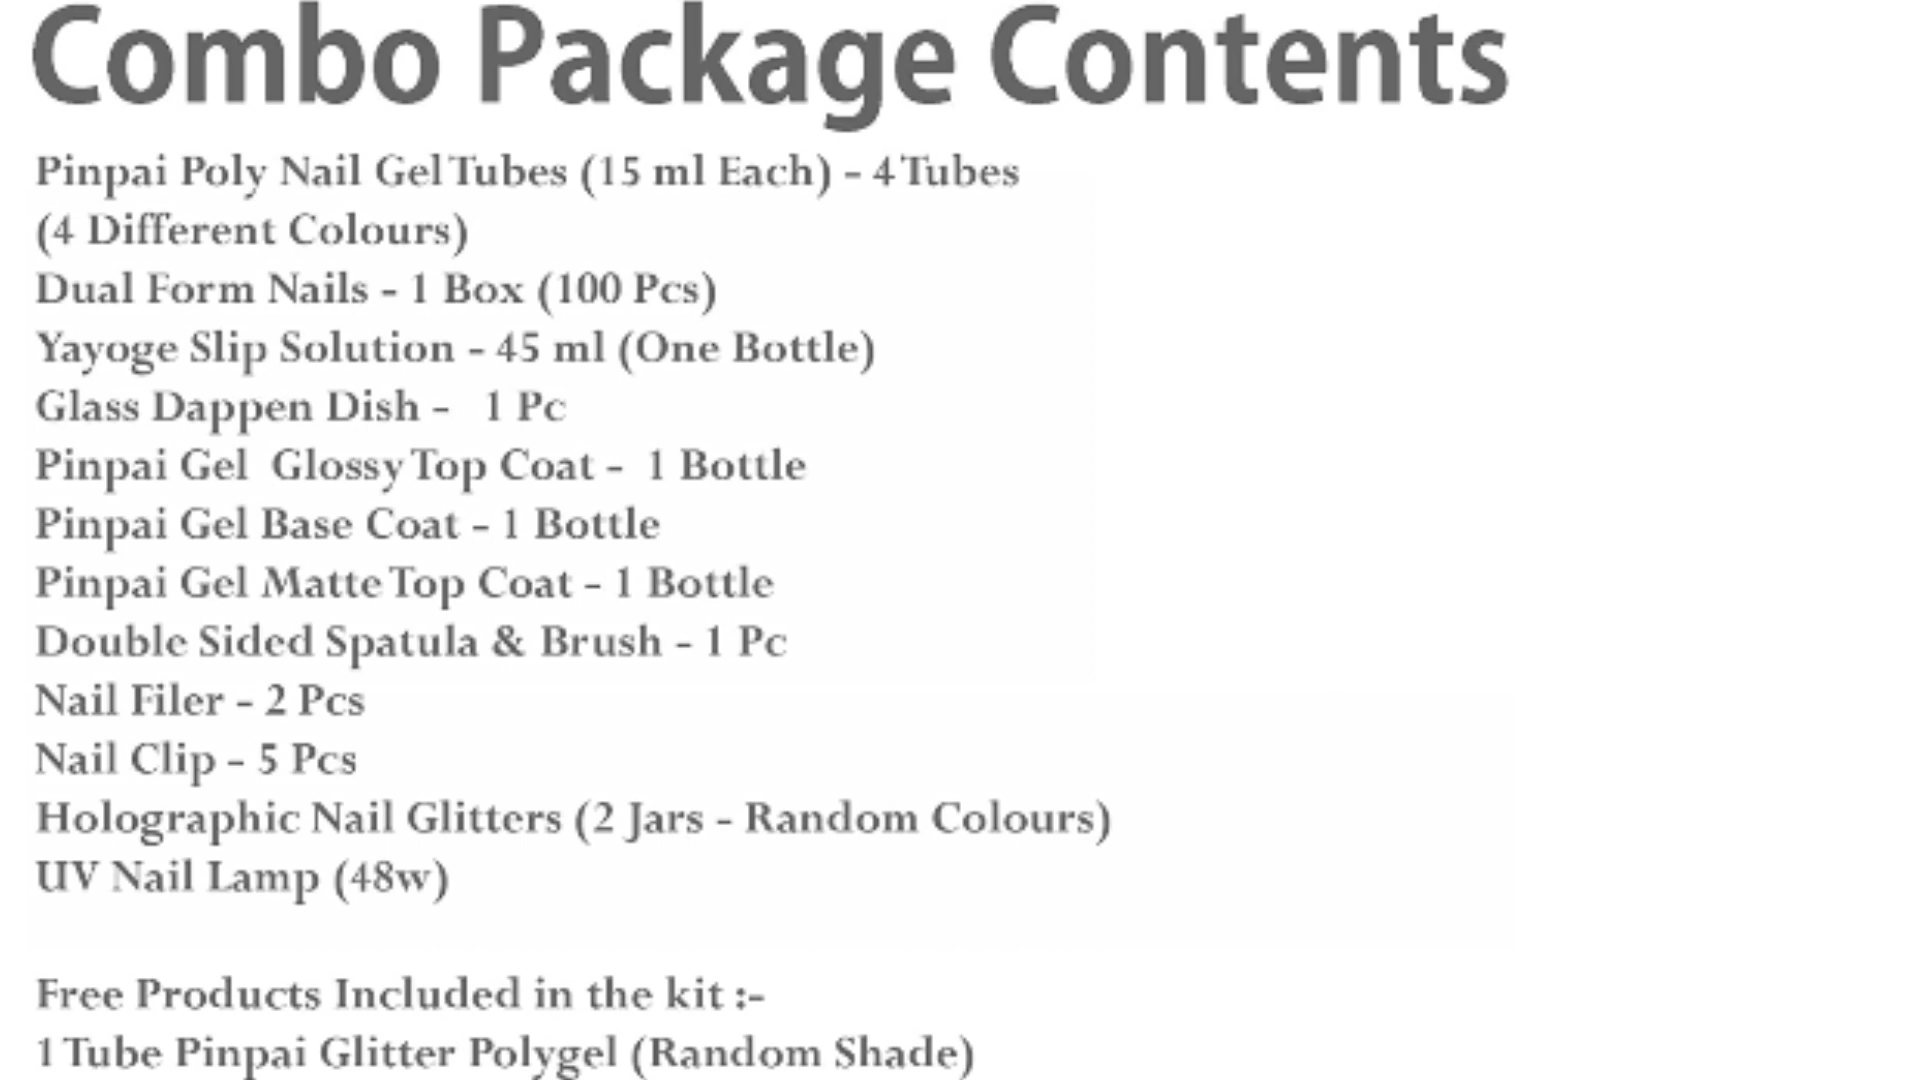 Combo Package Contents
Pinpai Poly Nail Gel Tubes (15 ml Each) - 4 Tubes
(4 Different Colours)
Dual Form Nails - 1 Box (100 Pcs)
Yayoge Slip Solution - 45 ml (One Bottle)
Glass Dappen Dish - 1 Pc
Pinpai Gel Glossy Top Coat - 1 Bottle
Pinpai Gel Base Coat - 1 Bottle
Pinpai Gel Matte Top Coat - 1 Bottle
Double Sided Spatula & Brush - 1 Pc
Nail Filer - 2 Pcs
Nail Clip - 5 Pcs
Holographic Nail Glitters (2 Jars - Random Colours)
UV Nail Lamp (48w)
Free Products Included in the kit :-
1 Tube Pinpai Glitter Polygel (Random Shade)